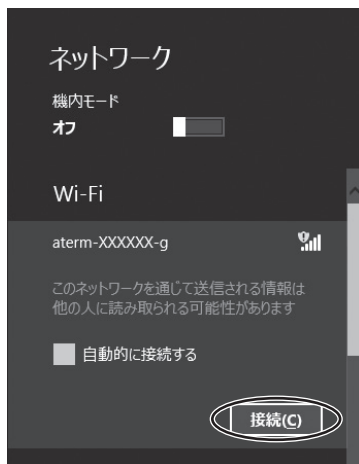 ネットワーク
機内モード
オフ
Wi-Fi
aterm-XXXXXX-g
このネットワークを通じて送信される情報は
他の人に読み取られる可能性があります
自動的に接続する
接続(C)